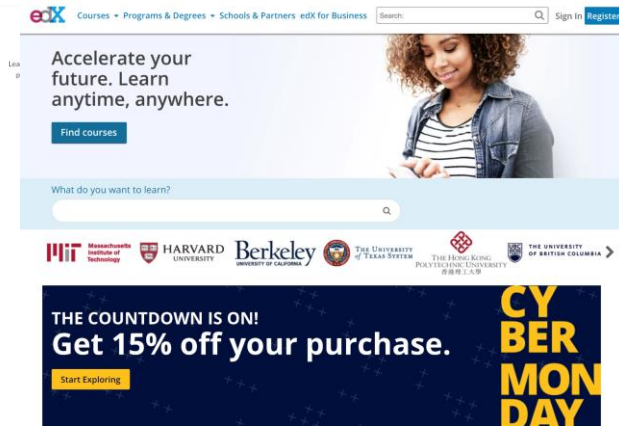 edX Courses Programs & Degrees Schools & Partners edX for Business Search: Sign In Register
Lea
p
Accelerate your
future. Learn
anytime, anywhere.
Find courses
What do you want to learn?
MIT Massachusetts
Institute of
Technology
HARVARD
UNIVERSITY
Berkeley
UNIVERSITY OF CALIFORNIA
THE UNIVERSITY
of TEXAS SYSTEM
THE HONG KONG
POLYTECHNIC UNIVERSITY
香港理工大學
THE UNIVERSITY
OF BRITISH COLUMBIA
THE COUNTDOWN IS ON!
Get 15% off your purchase.
Start Exploring
CY
BER
MON
DAY